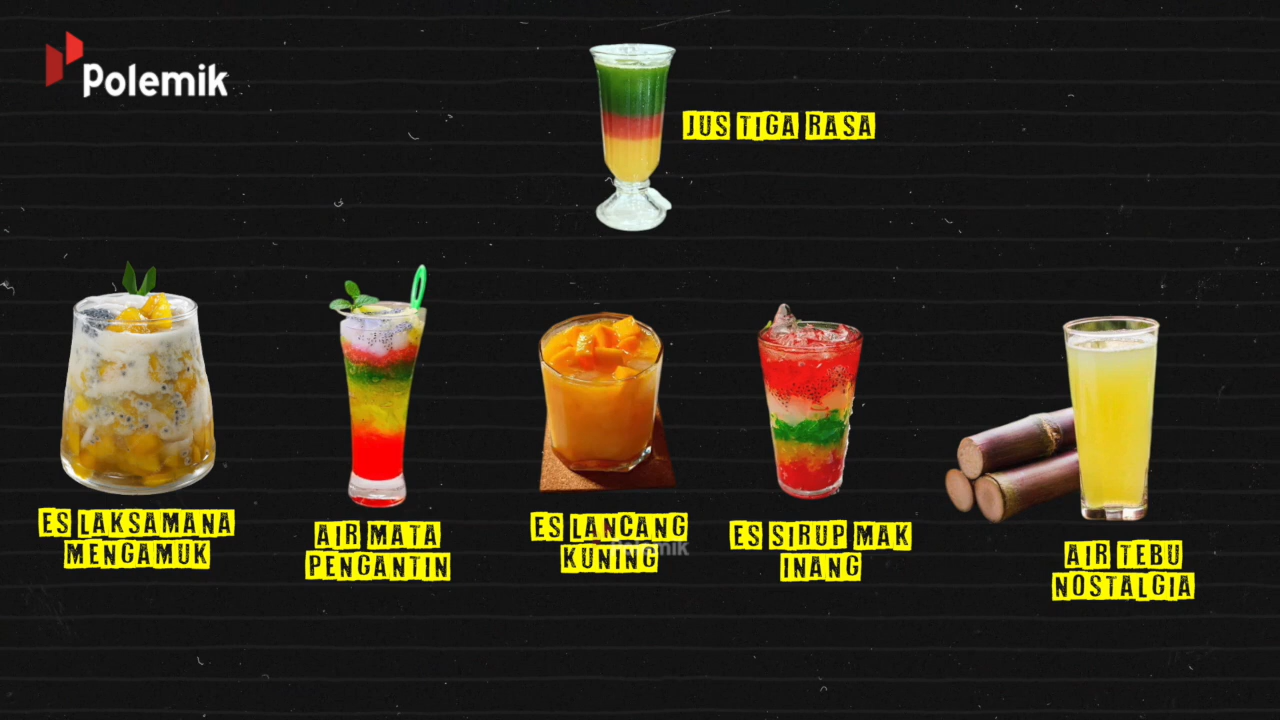 Polemik
JUS TIGA RASA
ES LAKSAMANA
MENGAMUK
AIR MATA
PENGANTIN
ES LANCANG
KUNING
Polemik
ES SIRUP MAK
INANG
AIR TEBU
NOSTALGIA